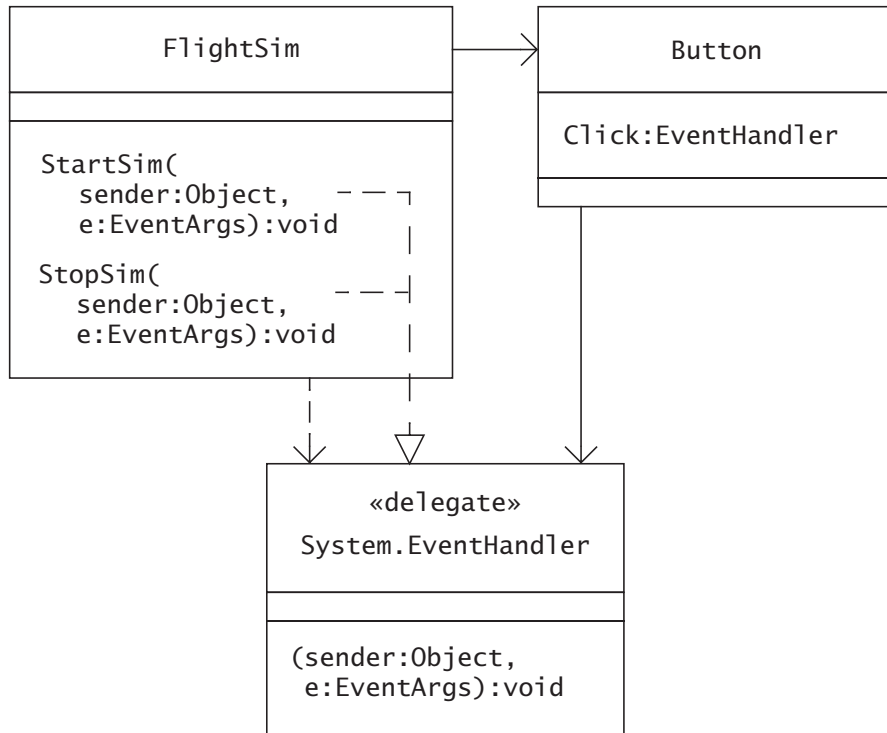 FlightSim
StartSim(
sender:Object,
e:EventArgs):void
StopSim(
sender:Object,
e:EventArgs):void
Button
Click:EventHandler
«delegate»
System.EventHandler
(sender:Object,
e:EventArgs):void